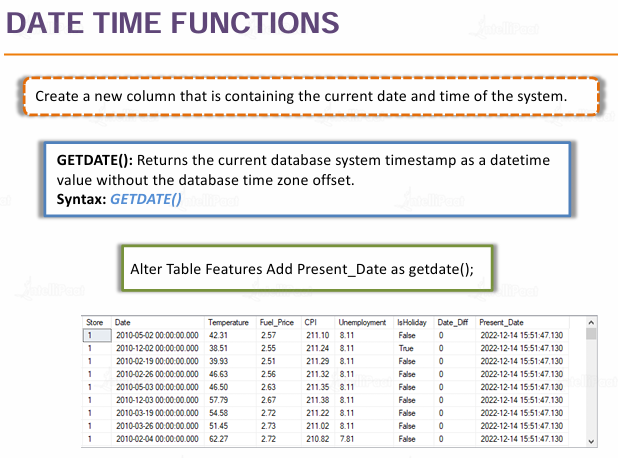 DATE TIME FUNCTIONS
Create a new column that is containing the current date and time of the system.
GETDATE(): Returns the current database system timestamp as a datetime
value without the database time zone offset.
Syntax: GETDATE()
Alter Table Features Add Present_Date as getdate();
Store Date Temperature Fuel_Price CPI Unemployment IsHoliday Date_Diff Present_Date
1 2010-05-02 00:00:00.000 42.31 2.57 211.10 8.11 False 0 2022-12-14 15:51:47.130
1 2010-12-02 00:00:00.000 38.51 2.55 211.24 8.11 True 0 2022-12-14 15:51:47.130
1 2010-02-19 00:00:00.000 39.93 2.51 211.29 8.11 False 0 2022-12-14 15:51:47.130
1 2010-02-26 00:00:00.000 46.63 2.56 211.32 8.11 False 0 2022-12-14 15:51:47.130
1 2010-05-03 00:00:00.000 46.50 2.63 211.35 8.11 False 0 2022-12-14 15:51:47.130
1 2010-12-03 00:00:00.000 57.79 2.67 211.38 8.11 False 0 2022-12-14 15:51:47.130
1 2010-03-19 00:00:00.000 54.58 2.72 211.22 8.11 False 0 2022-12-14 15:51:47.130
1 2010-03-26 00:00:00.000 51.45 2.73 211.02 8.11 False 0 2022-12-14 15:51:47.130
1 2010-02-04 00:00:00.000 62.27 2.72 210.82 7.81 False 0 2022-12-14 15:51:47.130